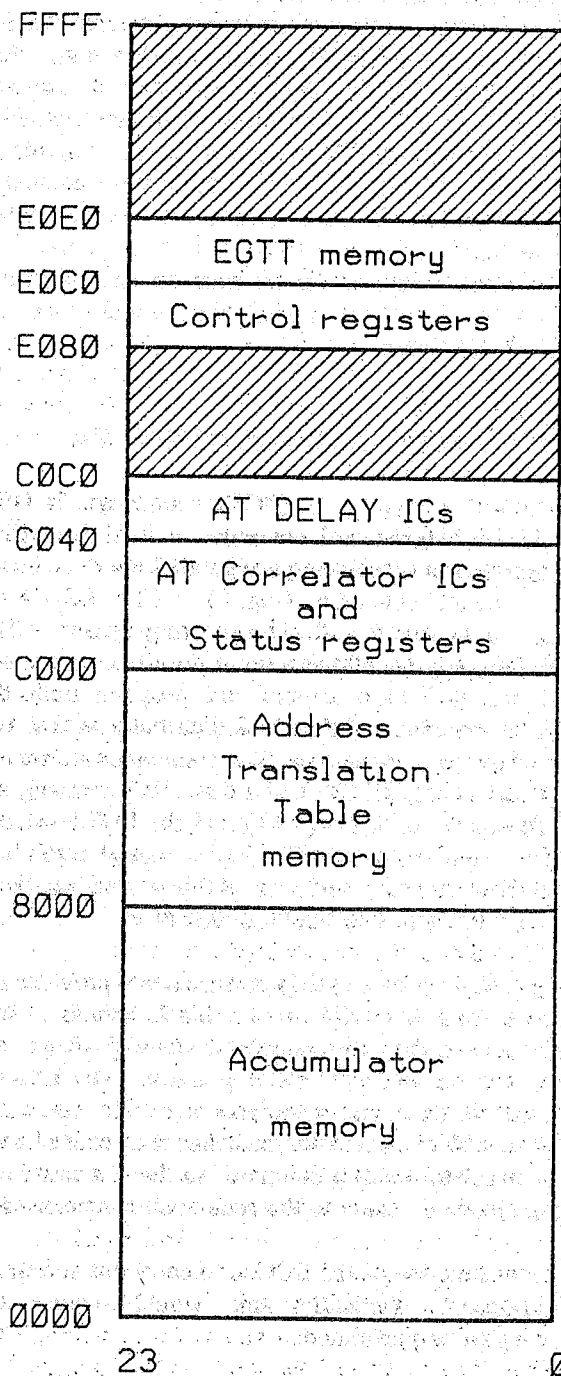 FFFF
E0E0
EGTT memory
E0C0
Control registers
E080
C0C0
AT DELAY ICs
C040
AT Correlator ICs
and
Status registers
C000
Address
Translation
Table
memory
8000
Accumulator
memory
0000
23 0